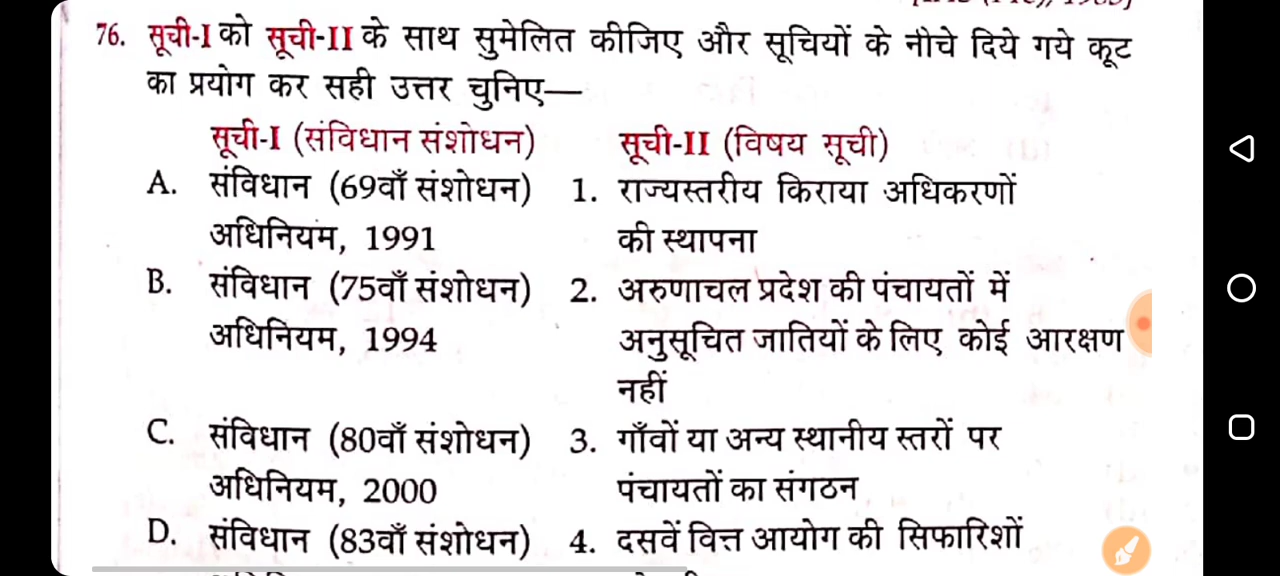 76. सूची-I को सूची-II के साथ सुमेलित कीजिए और सूचियों के नीचे दिये गये कूट
का प्रयोग कर सही उत्तर चुनिए—
सूची-I (संविधान संशोधन) सूची-II (विषय सूची)
A. संविधान (69वाँ संशोधन) 1. राज्यस्तरीय किराया अधिकरणों
अधिनियम, 1991 की स्थापना
B. संविधान (75वाँ संशोधन) 2. अरुणाचल प्रदेश की पंचायतों में
अधिनियम, 1994 अनुसूचित जातियों के लिए कोई आरक्षण
नहीं
C. संविधान (80वाँ संशोधन) 3. गाँवों या अन्य स्थानीय स्तरों पर
अधिनियम, 2000 पंचायतों का संगठन
D. संविधान (83वाँ संशोधन) 4. दसवें वित्त आयोग की सिफारिशों